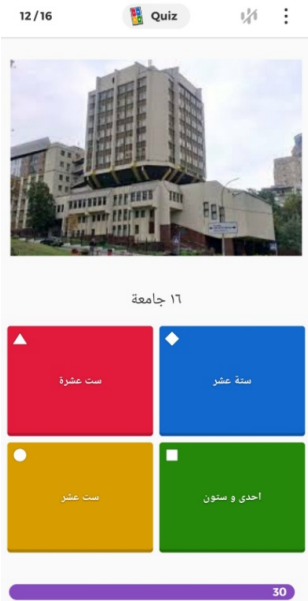 12/16
Quiz
١٦ جامعة
ست عشرة
ستة عشر
ست عشر
احدى و ستون
30